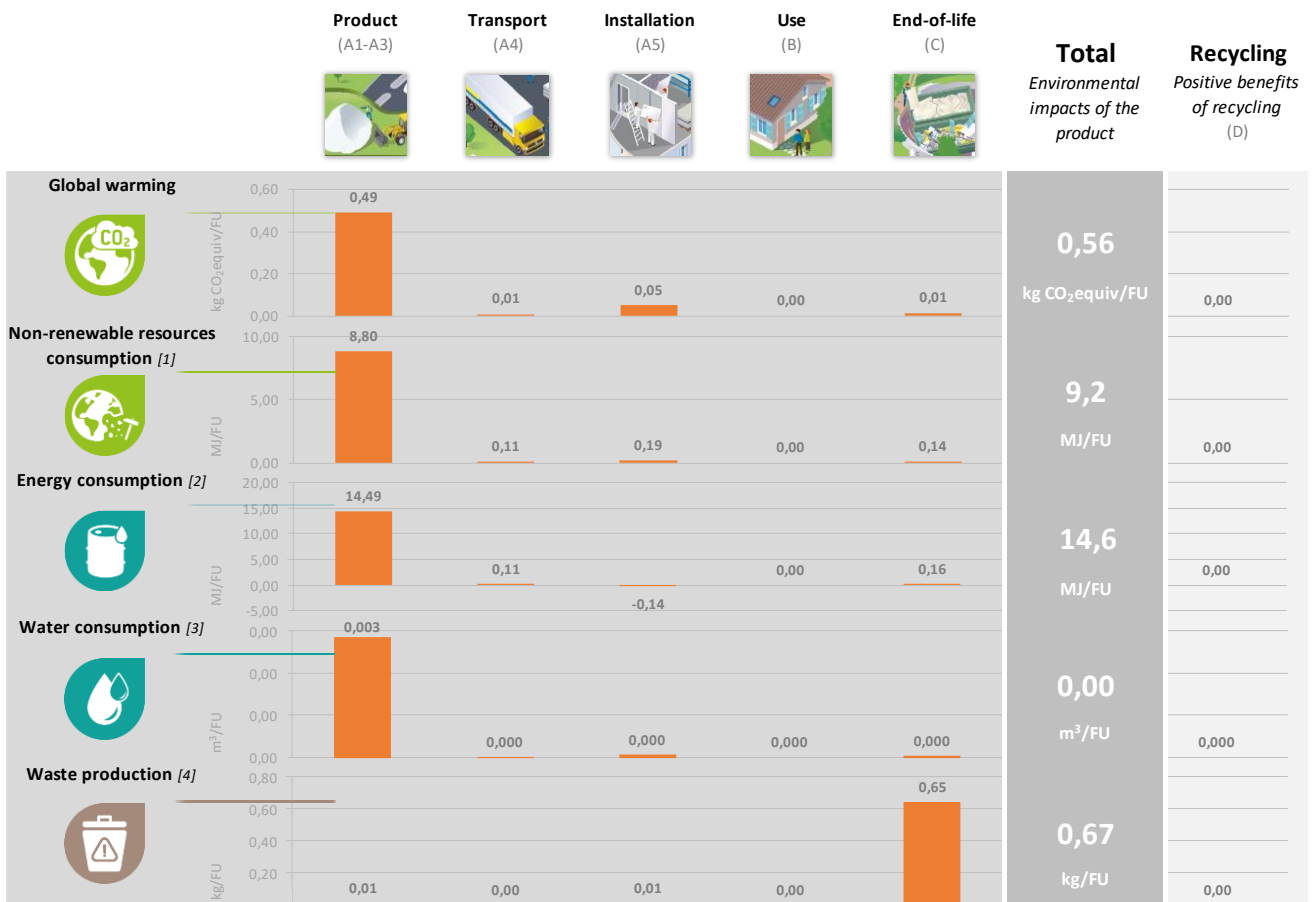 Product
(A1-A3)
Transport
(A4)
Installation
(A5)
Use
(B)
End-of-life
(C)
Total
Environmental
impacts of the
product
Recycling
Positive benefits
of recycling
(D)
Global warming
CO2
kg CO2equiv/FU
0,60
0,40
0,20
0,00
0,49
0,01
0,05
0,00
0,01
0,56
kg CO2equiv/FU
0,00
Non-renewable resources
consumption [1]
MJ/FU
10,00
5,00
0,00
8,80
0,11
0,19
0,00
0,14
9,2
MJ/FU
0,00
Energy consumption [2]
MJ/FU
20,00
15,00
10,00
5,00
0,00
-5,00
14,49
0,11
-0,14
0,00
0,16
14,6
MJ/FU
0,00
Water consumption [3]
m3/FU
0,00
0,00
0,00
0,00
0,003
0,000
0,000
0,000
0,000
0,00
m3/FU
0,000
Waste production [4]
kg/FU
0,80
0,60
0,40
0,20
0,01
0,00
0,01
0,00
0,65
0,67
kg/FU
0,00